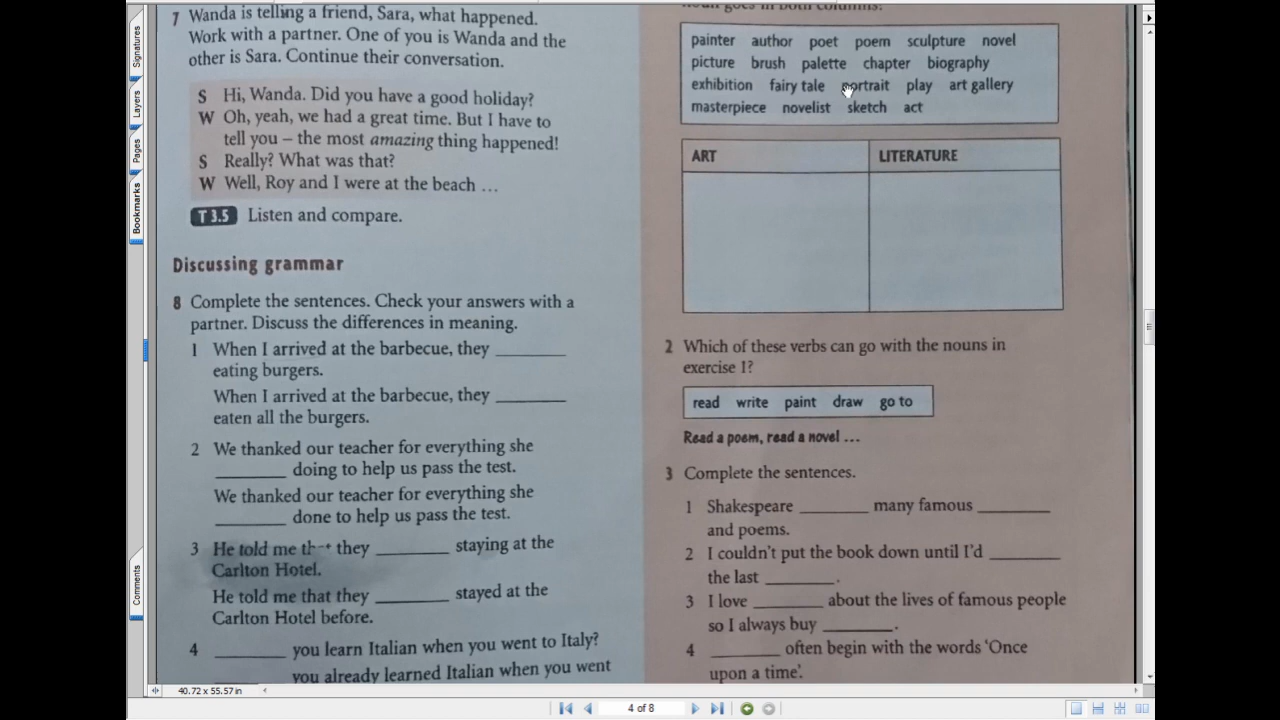 Signatures
Layers
Pages
Bookmarks
Comments
7 Wanda is telling a friend, Sara, what happened.
Work with a partner. One of you is Wanda and the
other is Sara. Continue their conversation.
S Hi, Wanda. Did you have a good holiday?
W Oh, yeah, we had a great time. But I have to
tell you – the most amazing thing happened!
S Really? What was that?
W Well, Roy and I were at the beach …
T 3.5 Listen and compare.
Discussing grammar
8 Complete the sentences. Check your answers with a
partner. Discuss the differences in meaning.
1 When I arrived at the barbecue, they ________
eating burgers.
When I arrived at the barbecue, they ________
eaten all the burgers.
2 We thanked our teacher for everything she
________ doing to help us pass the test.
We thanked our teacher for everything she
________ done to help us pass the test.
3 He told me that they ________ staying at the
Carlton Hotel.
He told me that they ________ stayed at the
Carlton Hotel before.
4 ________ you learn Italian when you went to Italy?
________ you already learned Italian when you went
noun goes in both columns.
painter author poet poem sculpture novel
picture brush palette chapter biography
exhibition fairy tale portrait play art gallery
masterpiece novelist sketch act
ART LITERATURE
2 Which of these verbs can go with the nouns in
exercise 1?
read write paint draw go to
Read a poem, read a novel …
3 Complete the sentences.
1 Shakespeare ________ many famous ________
and poems.
2 I couldn't put the book down until I'd ________
the last ________.
3 I love ________ about the lives of famous people
so I always buy ________.
4 ________ often begin with the words ‘Once
upon a time’.
40.72 x 55.57 in
4 of 8